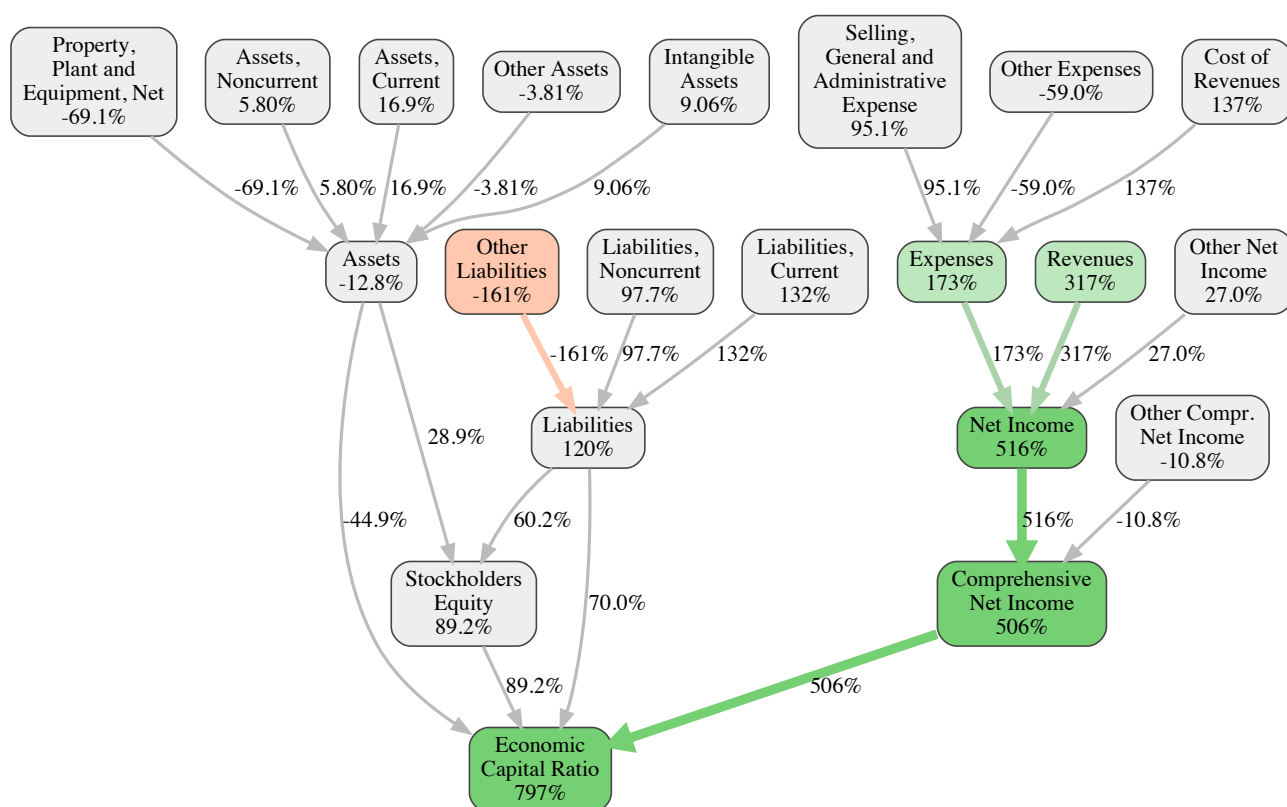 Property,
Plant and
Equipment, Net
-69.1%
Assets,
Noncurrent
5.80%
Assets,
Current
16.9%
Other Assets
-3.81%
Intangible
Assets
9.06%
Selling,
General and
Administrative
Expense
95.1%
Other Expenses
-59.0%
Cost of
Revenues
137%
-69.1%
5.80%
16.9%
-3.81%
9.06%
95.1%
-59.0%
137%
Assets
-12.8%
Other
Liabilities
-161%
Liabilities,
Noncurrent
97.7%
Liabilities,
Current
132%
Expenses
173%
Revenues
317%
Other Net
Income
27.0%
-161%
97.7%
132%
173%
317%
27.0%
28.9%
Liabilities
120%
Net Income
516%
Other Compr.
Net Income
-10.8%
-44.9%
60.2%
516%
-10.8%
Stockholders
Equity
89.2%
70.0%
Comprehensive
Net Income
506%
89.2%
506%
Economic
Capital Ratio
797%